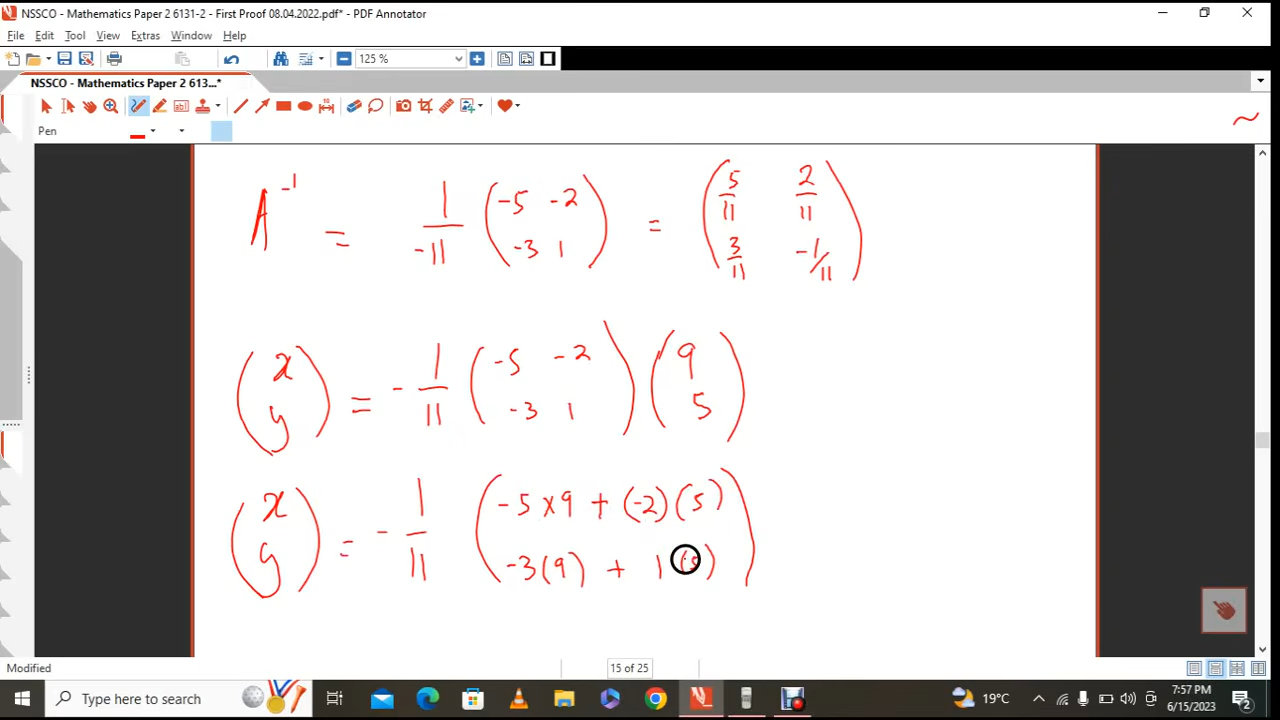 NSSCO - Mathematics Paper 2 6131-2 - First Proof 08.04.2022.pdf* - PDF Annotator
File Edit Tool View Extras Window Help
125 %
NSSCO - Mathematics Paper 2 613...*
Pen
A⁻¹ = 1/-11 (-5 -2 / -3 1) = (5/11 2/11 / 3/11 -1/11)
(x / y) = - 1/11 (-5 -2 / -3 1) (9 / 5)
(x / y) = - 1/11 (-5 x 9 + (-2)(5) / -3(9) + 1(5))
Modified 15 of 25
Type here to search 19°C 7:57 PM
6/15/2023 2